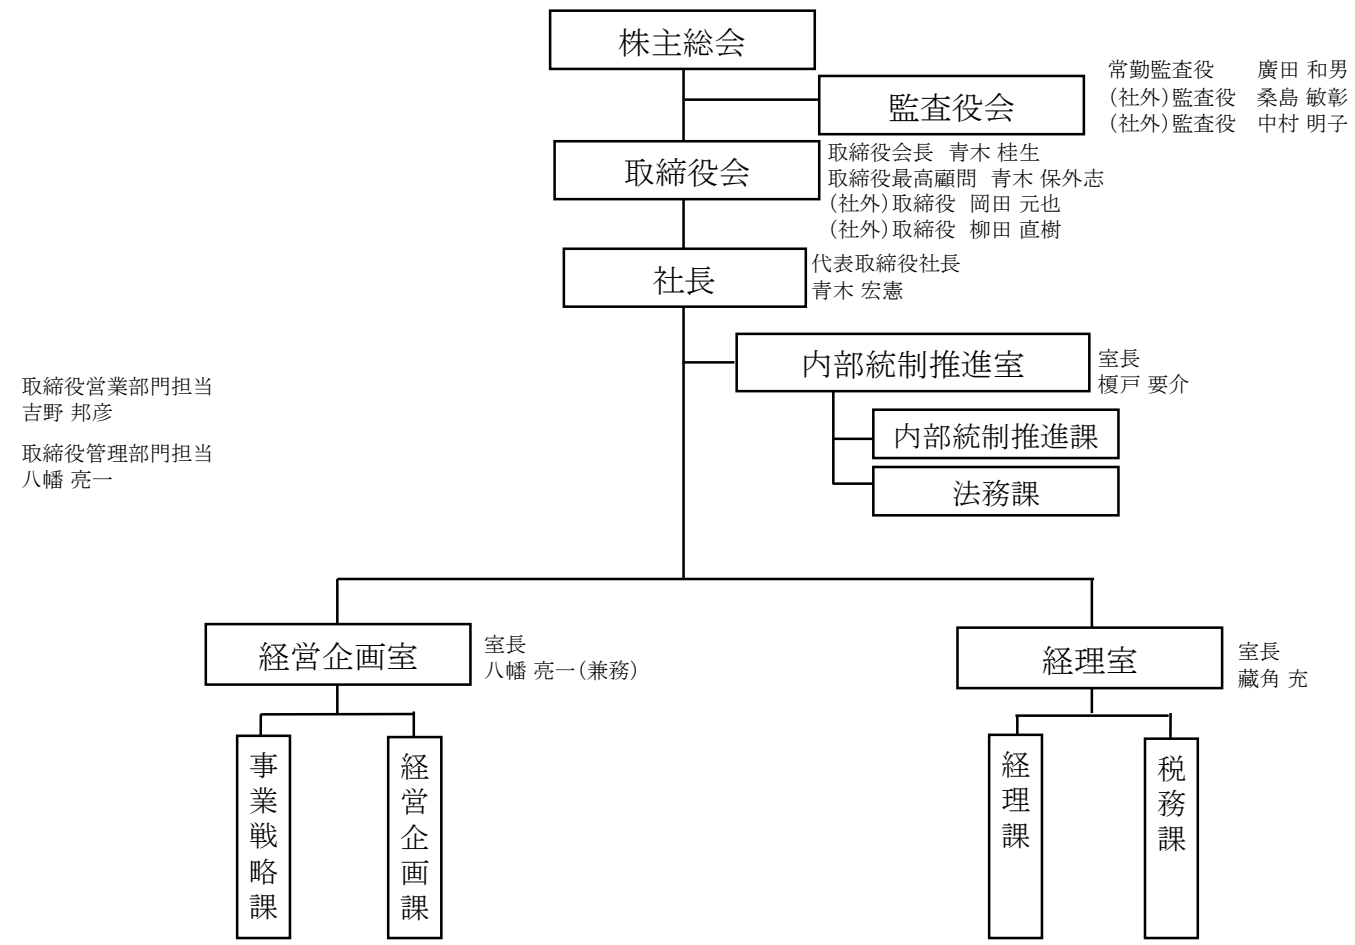 株主総会
監査役会
常勤監査役 廣田 和男
(社外)監査役 桑島 敏彰
(社外)監査役 中村 明子
取締役会
取締役会長 青木 桂生
取締役最高顧問 青木 保外志
(社外)取締役 岡田 元也
(社外)取締役 柳田 直樹
社長
代表取締役社長
青木 宏憲
内部統制推進室
室長
榎戸 要介
取締役営業部門担当
吉野 邦彦
取締役管理部門担当
八幡 亮一
内部統制推進課
法務課
経営企画室
室長
八幡 亮一(兼務)
経理室
室長
藏角 充
事業戦略課
経営企画課
経理課
税務課